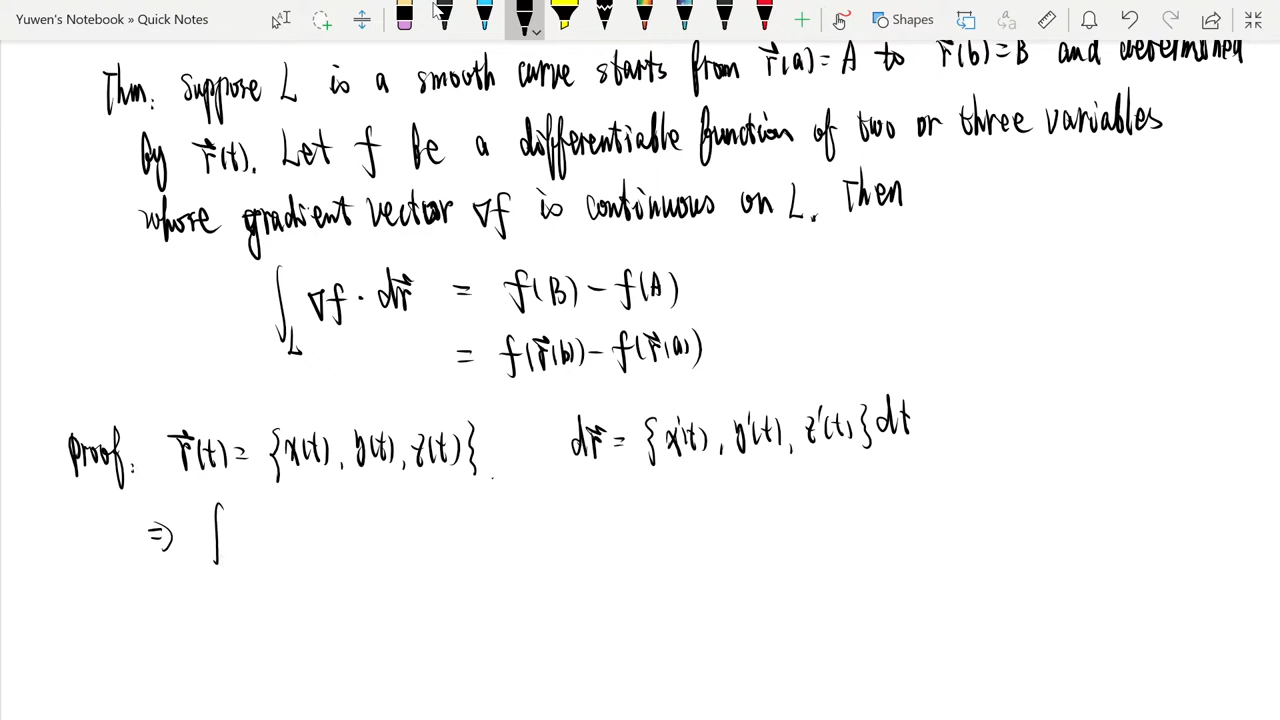 Yuwen's Notebook » Quick Notes
Shapes
Thm. Suppose L is a smooth curve starts from r⃗(a) = A to r⃗(b) = B and determined
by r⃗(t). Let f be a differentiable function of two or three variables
whose gradient vector ∇f is continuous on L. Then
∫_L ∇f · dr⃗ = f(B) − f(A)
= f(r⃗(b)) − f(r⃗(a))
proof: r⃗(t) = {x(t), y(t), z(t)} dr⃗ = {x'(t), y'(t), z'(t)} dt
⇒ ∫